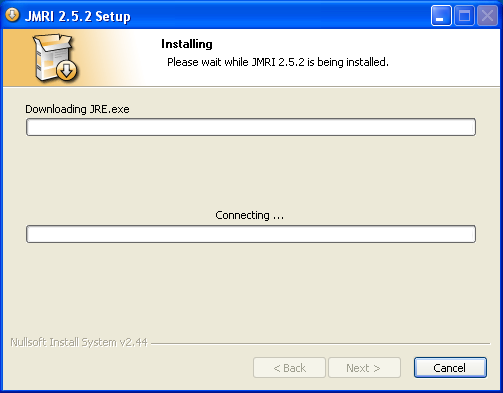 JMRI 2.5.2 Setup
Installing
Please wait while JMRI 2.5.2 is being installed.
Downloading JRE.exe
Connecting ...
Nullsoft Install System v2.44
< Back
Next >
Cancel